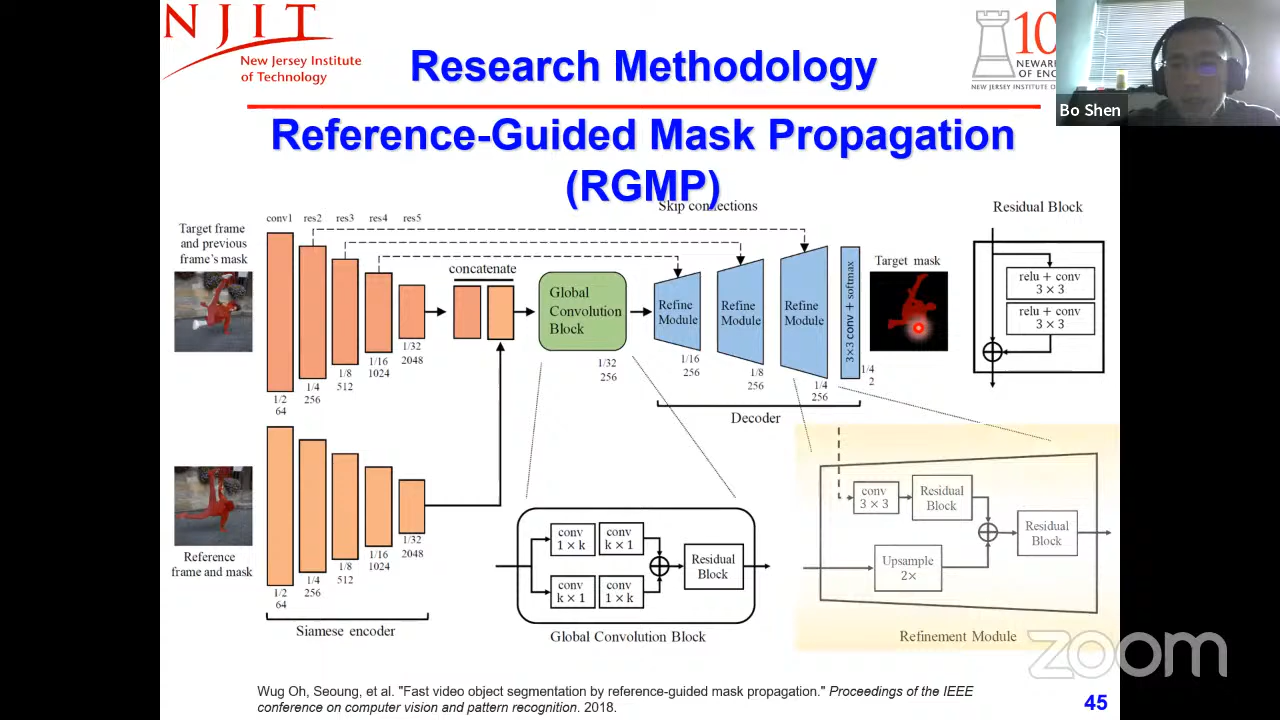 NJIT
New Jersey Institute
of Technology
Research Methodology
10
NEWAR
OF ENG
NEW JERSEY INSTITUTE OF
Bo Shen
Reference-Guided Mask Propagation
(RGMP)
Skip connections
Residual Block
Target frame
and previous
frame's mask
conv1
res2
res3
res4
res5
concatenate
Global
Convolution
Block
Refine
Module
Refine
Module
Refine
Module
3×3 conv + softmax
Target mask
relu + conv
3 × 3
relu + conv
3 × 3
1/2
64
1/4
256
1/8
512
1/16
1024
1/32
2048
1/32
256
1/16
256
1/8
256
1/4
256
1/4
2
Decoder
Reference
frame and mask
1/2
64
1/4
256
1/8
512
1/16
1024
1/32
2048
Siamese encoder
conv
1 × k
conv
k × 1
conv
k × 1
conv
1 × k
Residual
Block
Global Convolution Block
conv
3 × 3
Residual
Block
Upsample
2×
Residual
Block
Refinement Module
zoom
Wug Oh, Seoung, et al. "Fast video object segmentation by reference-guided mask propagation." Proceedings of the IEEE
conference on computer vision and pattern recognition. 2018.
45